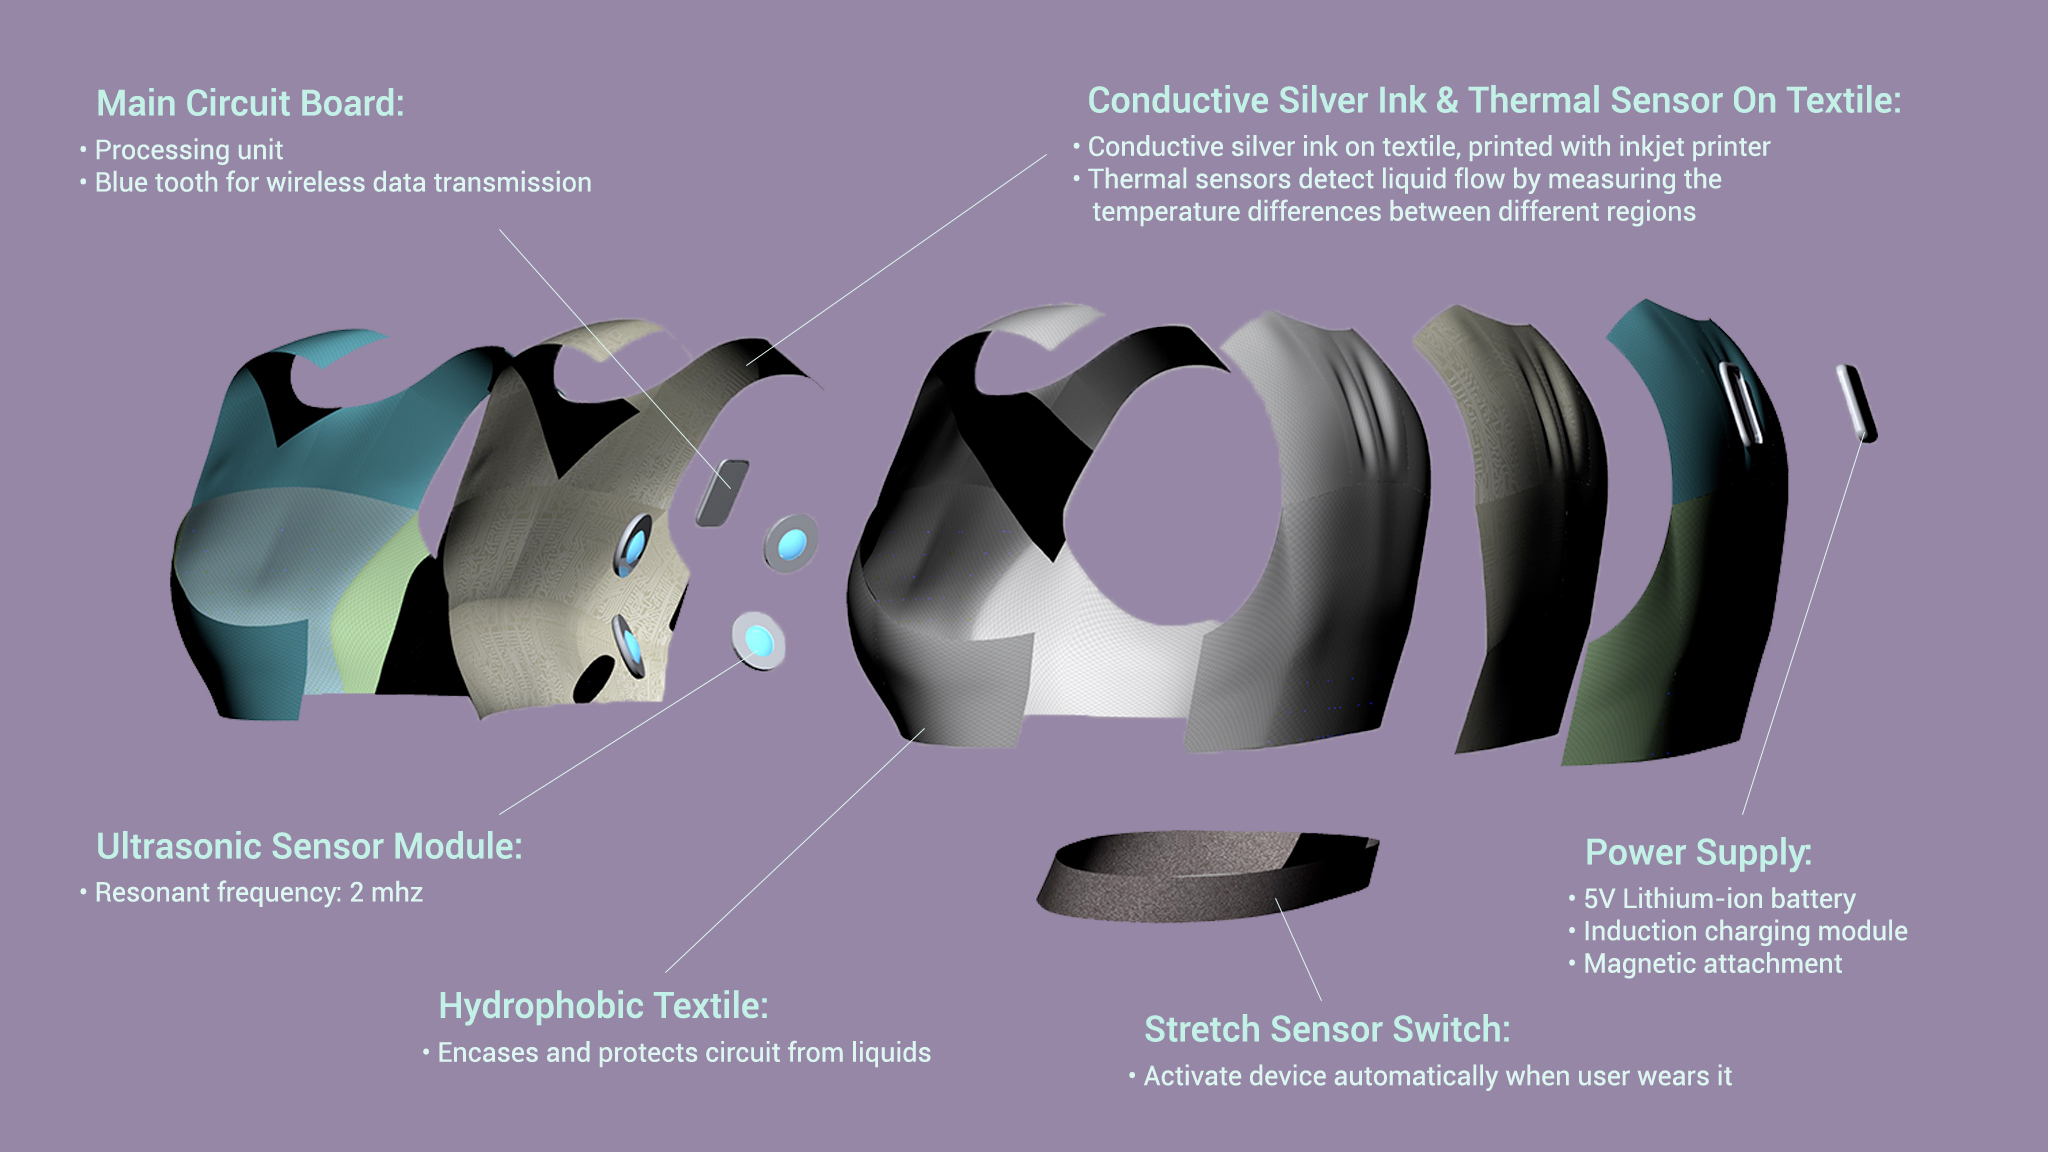 Main Circuit Board:
• Processing unit
• Blue tooth for wireless data transmission
Conductive Silver Ink & Thermal Sensor On Textile:
• Conductive silver ink on textile, printed with inkjet printer
• Thermal sensors detect liquid flow by measuring the
temperature differences between different regions
Ultrasonic Sensor Module:
• Resonant frequency: 2 mhz
Hydrophobic Textile:
• Encases and protects circuit from liquids
Stretch Sensor Switch:
• Activate device automatically when user wears it
Power Supply:
• 5V Lithium-ion battery
• Induction charging module
• Magnetic attachment